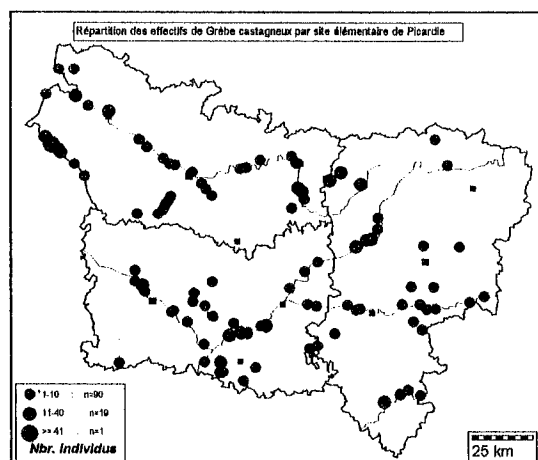 Répartition des effectifs de Grèbe castagneux par site élémentaire de Picardie
1-10 : n=90
11-40 : n=19
>= 41 : n=1
Nbr. Individus
25 km